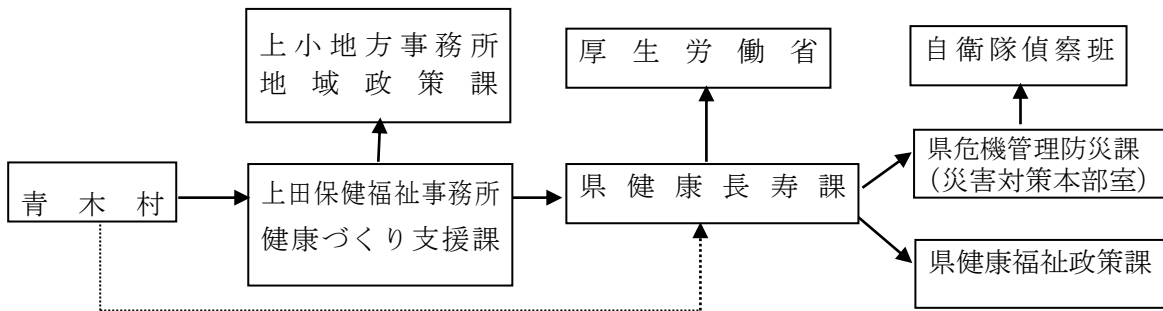 上小地方事務所
地域政策課
厚生労働省
自衛隊偵察班
青木村
上田保健福祉事務所
健康づくり支援課
県健康長寿課
県危機管理防災課
（災害対策本部室）
県健康福祉政策課